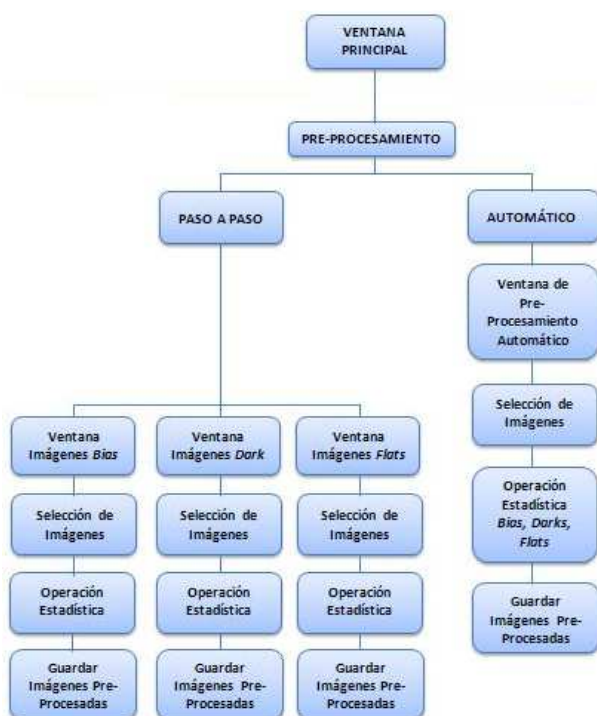 VENTANA
PRINCIPAL
PRE-PROCESAMIENTO
PASO A PASO
AUTOMÁTICO
Ventana de
Pre-
Procesamiento
Automático
Selección de
Imágenes
Operación
Estadística
Bias, Darks,
Flats
Guardar
Imágenes Pre-
Procesadas
Ventana
Imágenes Bias
Selección de
Imágenes
Operación
Estadística
Guardar
Imágenes Pre-
Procesadas
Ventana
Imágenes Dark
Selección de
Imágenes
Operación
Estadística
Guardar
Imágenes Pre-
Procesadas
Ventana
Imágenes Flats
Selección de
Imágenes
Operación
Estadística
Guardar
Imágenes Pre-
Procesadas